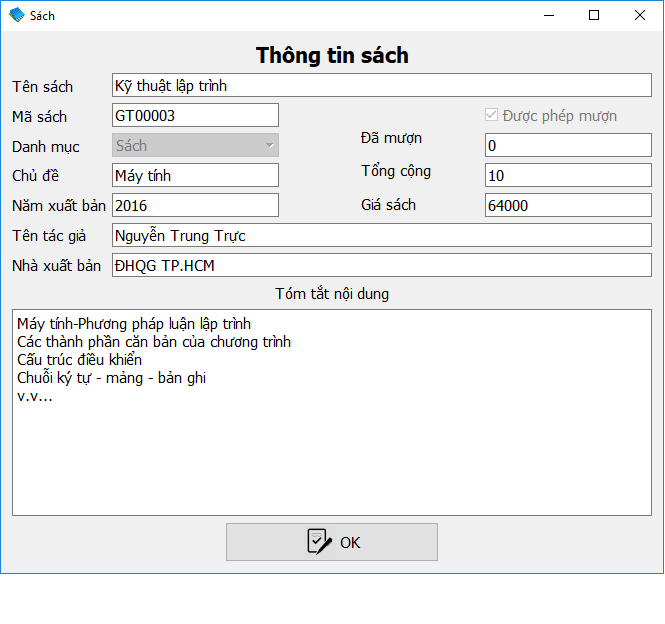 Sách
Thông tin sách
Tên sách Kỹ thuật lập trình
Mã sách GT00003 Được phép mượn
Danh mục Sách Đã mượn 0
Chủ đề Máy tính Tổng cộng 10
Năm xuất bản 2016 Giá sách 64000
Tên tác giả Nguyễn Trung Trực
Nhà xuất bản ĐHQG TP.HCM
Tóm tắt nội dung
Máy tính-Phương pháp luận lập trình
Các thành phần căn bản của chương trình
Cấu trúc điều khiển
Chuỗi ký tự - mảng - bản ghi
v.v...
OK